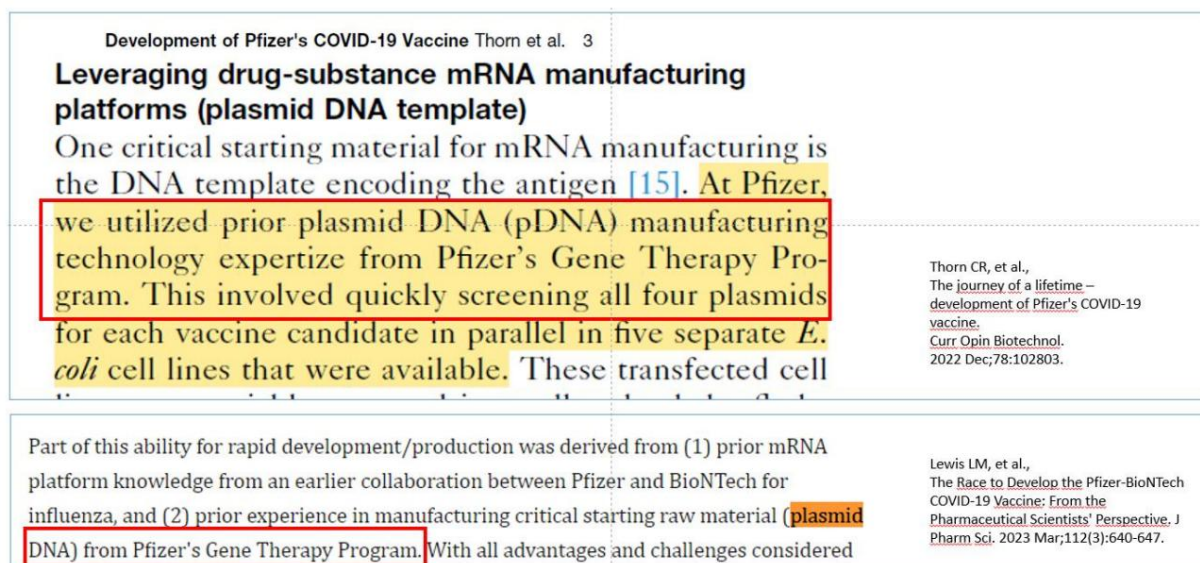 Development of Pfizer's COVID-19 Vaccine Thorn et al. 3
Leveraging drug-substance mRNA manufacturing
platforms (plasmid DNA template)
One critical starting material for mRNA manufacturing is
the DNA template encoding the antigen [15]. At Pfizer,
we utilized prior plasmid DNA (pDNA) manufacturing
technology expertize from Pfizer's Gene Therapy Pro-
gram. This involved quickly screening all four plasmids
for each vaccine candidate in parallel in five separate E.
coli cell lines that were available. These transfected cell
Thorn CR, et al.,
The journey of a lifetime –
development of Pfizer's COVID-19
vaccine.
Curr Opin Biotechnol.
2022 Dec;78:102803.
Part of this ability for rapid development/production was derived from (1) prior mRNA
platform knowledge from an earlier collaboration between Pfizer and BioNTech for
influenza, and (2) prior experience in manufacturing critical starting raw material (plasmid
DNA) from Pfizer's Gene Therapy Program. With all advantages and challenges considered
Lewis LM, et al.,
The Race to Develop the Pfizer-BioNTech
COVID-19 Vaccine: From the
Pharmaceutical Scientists' Perspective. J
Pharm Sci. 2023 Mar;112(3):640-647.